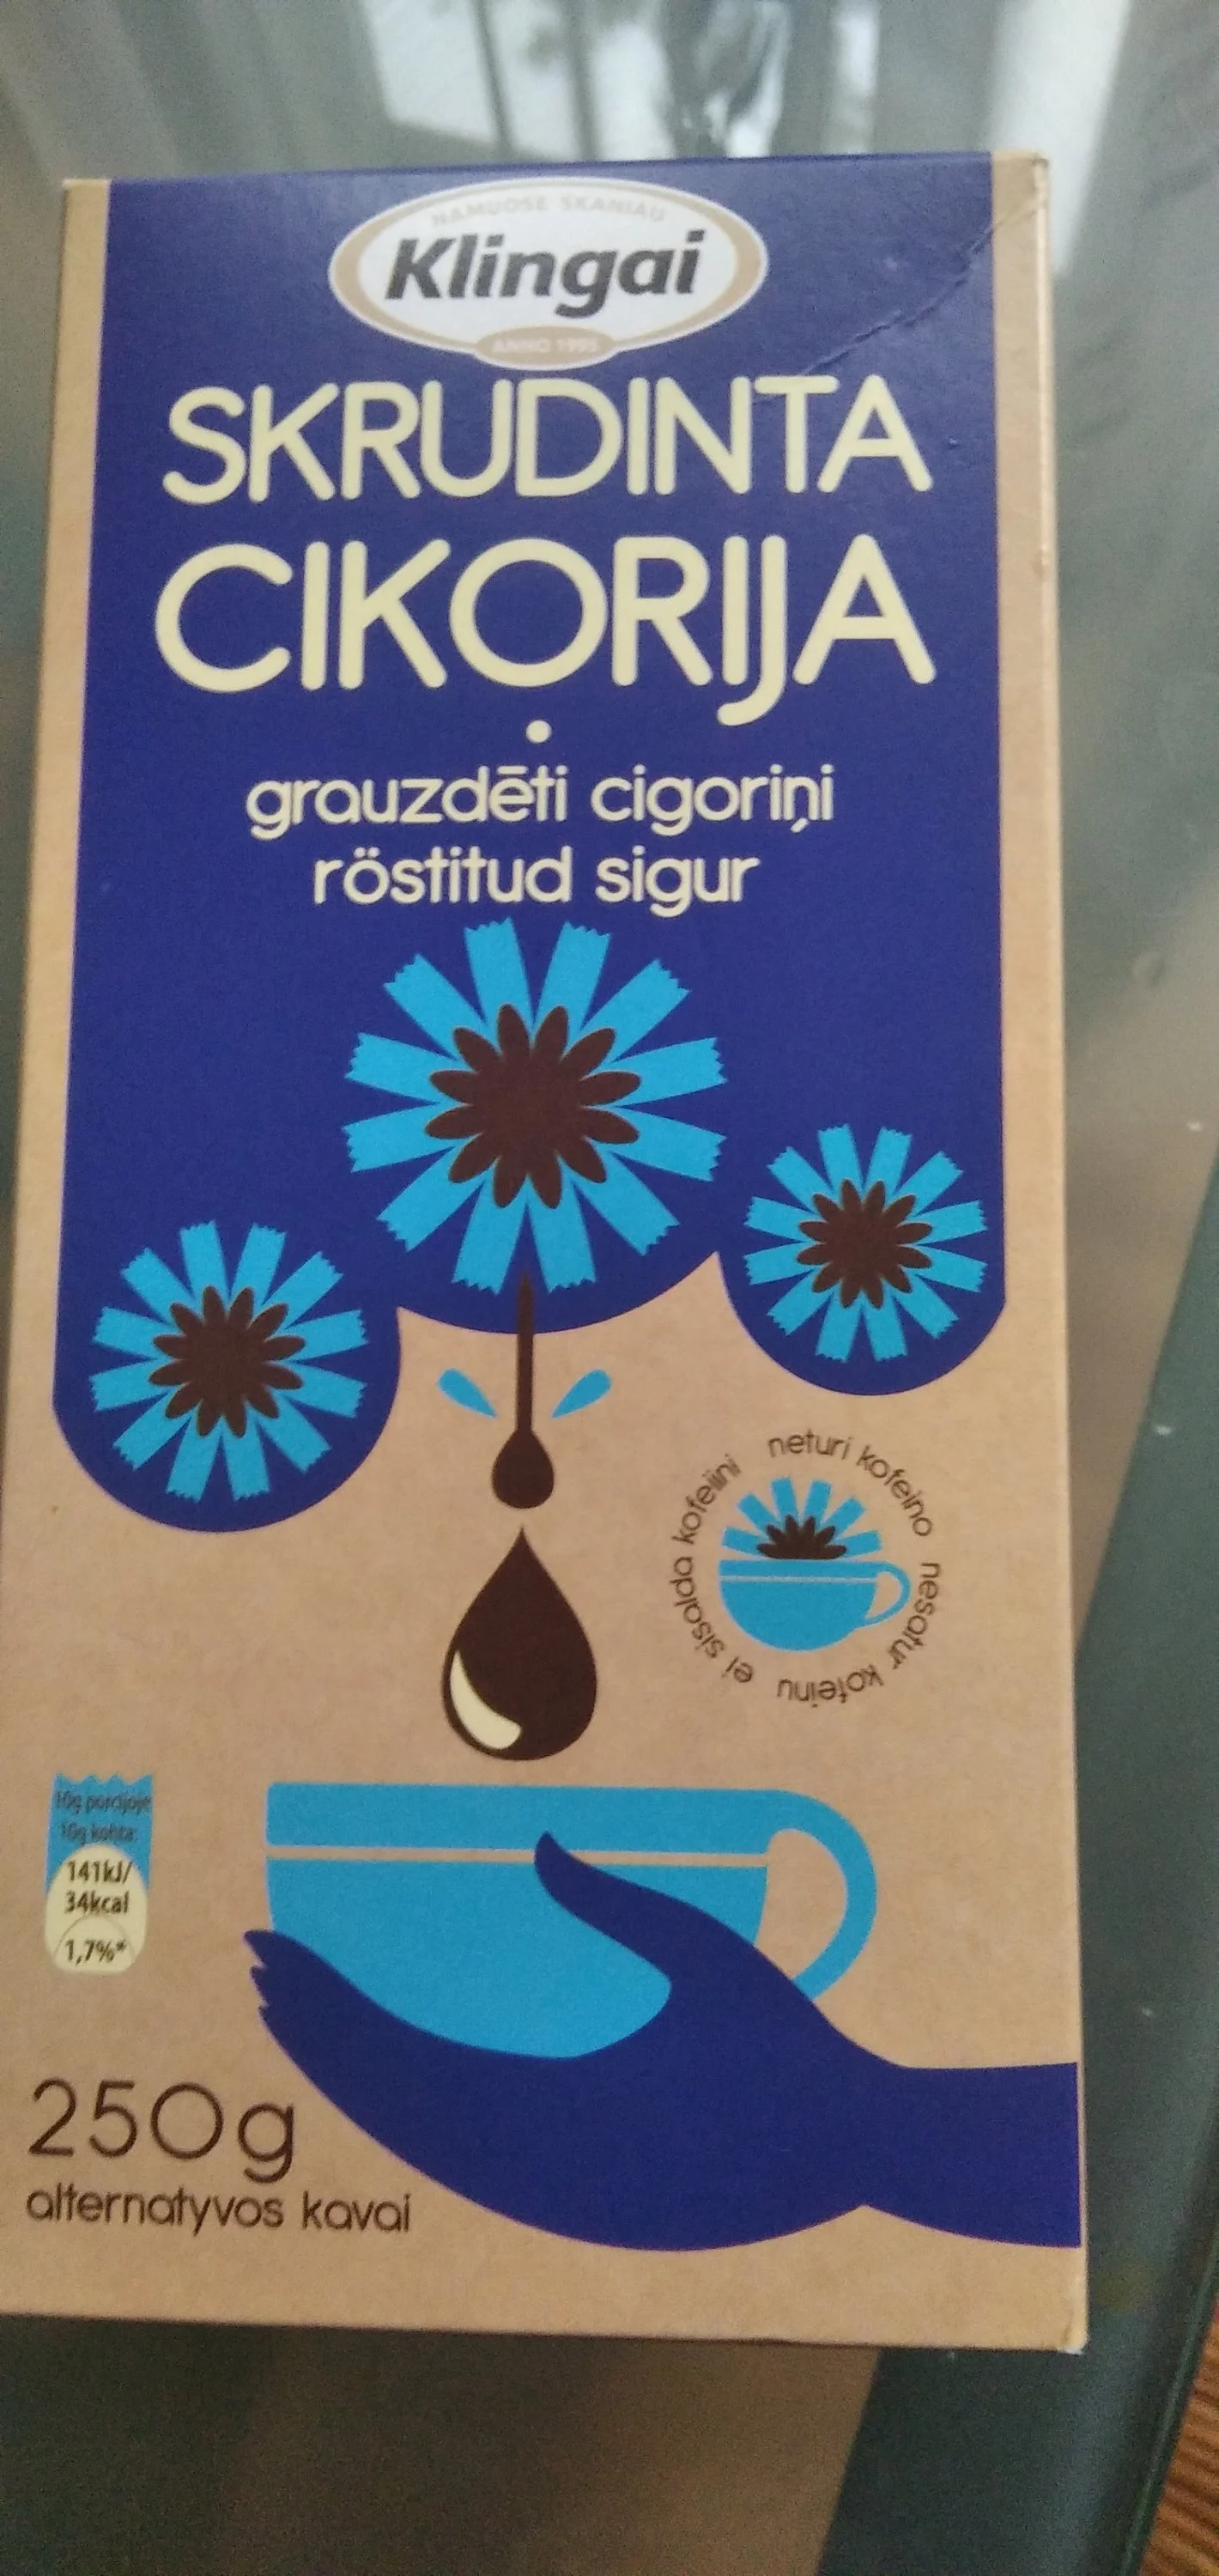 NAMUOSE SKANIAU
Klingai
ANNO 1995
SKRUDINTA
CIKORIJA
•
grauzdēti cigoriņi
röstitud sigur
neturi kofeino
nesatur kofeīnu
ei sisalda kofeiini
10g porcijoje
10g kohta:
141kJ/
34kcal
1,7%*
250g
alternatyvos kavai